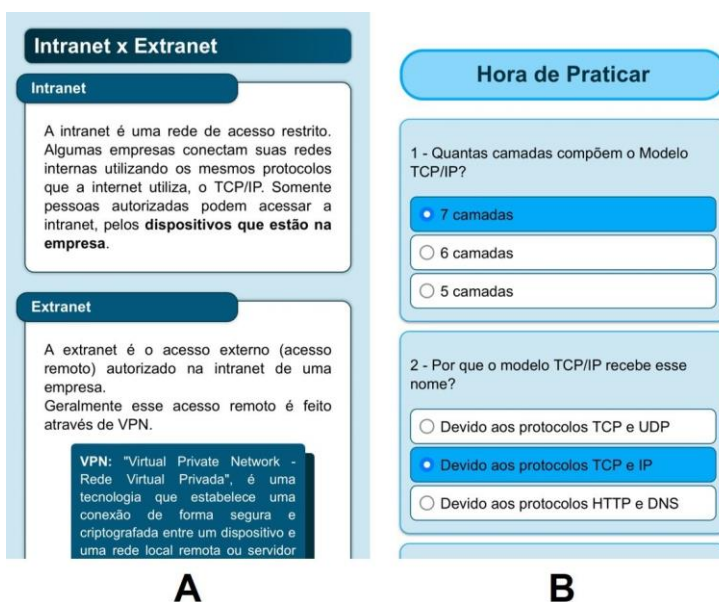 Intranet x Extranet
Intranet
A intranet é uma rede de acesso restrito.
Algumas empresas conectam suas redes
internas utilizando os mesmos protocolos
que a internet utiliza, o TCP/IP. Somente
pessoas autorizadas podem acessar a
intranet, pelos dispositivos que estão na
empresa.
Extranet
A extranet é o acesso externo (acesso
remoto) autorizado na intranet de uma
empresa.
Geralmente esse acesso remoto é feito
através de VPN.
VPN: "Virtual Private Network -
Rede Virtual Privada", é uma
tecnologia que estabelece uma
conexão de forma segura e
criptografada entre um dispositivo e
uma rede local remota ou servidor
A
Hora de Praticar
1 - Quantas camadas compõem o Modelo
TCP/IP?
7 camadas
6 camadas
5 camadas
2 - Por que o modelo TCP/IP recebe esse
nome?
Devido aos protocolos TCP e UDP
Devido aos protocolos TCP e IP
Devido aos protocolos HTTP e DNS
B